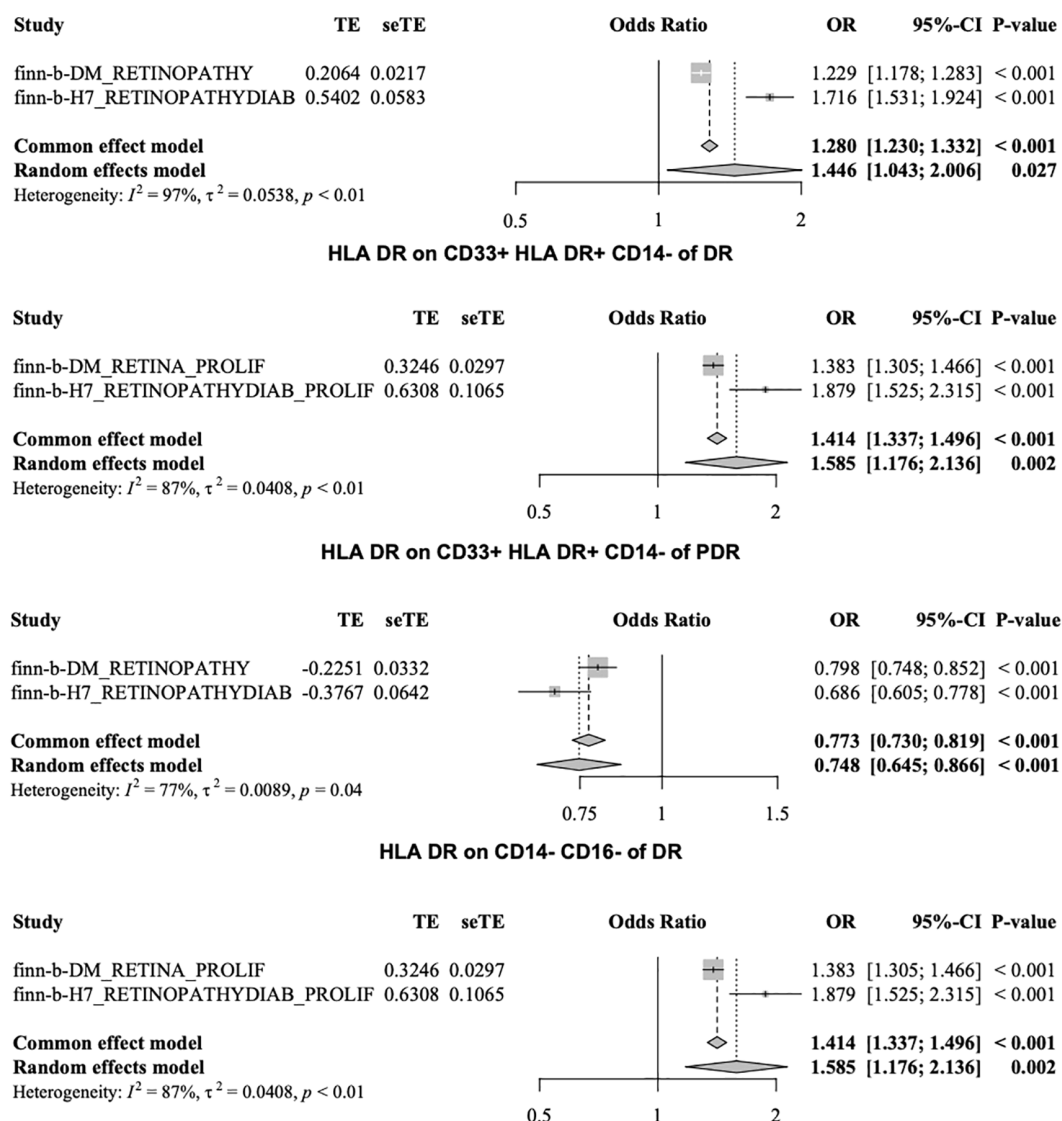 Study TE seTE Odds Ratio OR 95%-CI P-value
finn-b-DM_RETINOPATHY 0.2064 0.0217 1.229 [1.178; 1.283] < 0.001
finn-b-H7_RETINOPATHYDIAB 0.5402 0.0583 1.716 [1.531; 1.924] < 0.001
Common effect model 1.280 [1.230; 1.332] < 0.001
Random effects model 1.446 [1.043; 2.006] 0.027
Heterogeneity: I² = 97%, τ² = 0.0538, p < 0.01
0.5 1 2
HLA DR on CD33+ HLA DR+ CD14- of DR
Study TE seTE Odds Ratio OR 95%-CI P-value
finn-b-DM_RETINA_PROLIF 0.3246 0.0297 1.383 [1.305; 1.466] < 0.001
finn-b-H7_RETINOPATHYDIAB_PROLIF 0.6308 0.1065 1.879 [1.525; 2.315] < 0.001
Common effect model 1.414 [1.337; 1.496] < 0.001
Random effects model 1.585 [1.176; 2.136] 0.002
Heterogeneity: I² = 87%, τ² = 0.0408, p < 0.01
0.5 1 2
HLA DR on CD33+ HLA DR+ CD14- of PDR
Study TE seTE Odds Ratio OR 95%-CI P-value
finn-b-DM_RETINOPATHY -0.2251 0.0332 0.798 [0.748; 0.852] < 0.001
finn-b-H7_RETINOPATHYDIAB -0.3767 0.0642 0.686 [0.605; 0.778] < 0.001
Common effect model 0.773 [0.730; 0.819] < 0.001
Random effects model 0.748 [0.645; 0.866] < 0.001
Heterogeneity: I² = 77%, τ² = 0.0089, p = 0.04
0.75 1 1.5
HLA DR on CD14- CD16- of DR
Study TE seTE Odds Ratio OR 95%-CI P-value
finn-b-DM_RETINA_PROLIF 0.3246 0.0297 1.383 [1.305; 1.466] < 0.001
finn-b-H7_RETINOPATHYDIAB_PROLIF 0.6308 0.1065 1.879 [1.525; 2.315] < 0.001
Common effect model 1.414 [1.337; 1.496] < 0.001
Random effects model 1.585 [1.176; 2.136] 0.002
Heterogeneity: I² = 87%, τ² = 0.0408, p < 0.01
0.5 1 2